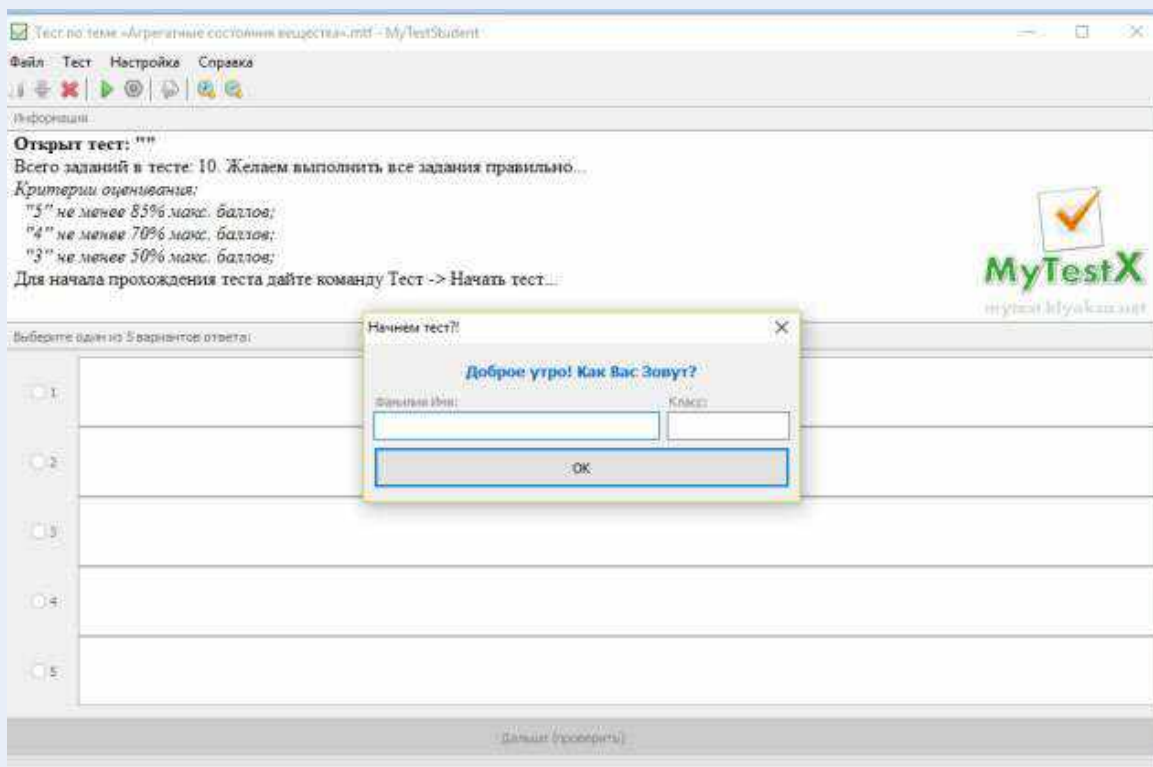 Тест по теме «Агрегатные состояния вещества».mtf - MyTestStudent
Файл Тест Настройка Справка
Информация
Открыт тест: ""
Всего заданий в тесте: 10. Желаем выполнить все задания правильно...
Критерии оценивания:
"5" не менее 85% макс. баллов;
"4" не менее 70% макс. баллов;
"3" не менее 50% макс. баллов;
Для начала прохождения теста дайте команду Тест -> Начать тест...
MyTestX
mytest.klyaksa.net
Выберите один из 5 вариантов ответа:
Начнем тест?!
Доброе утро! Как Вас Зовут?
Фамилия Имя: Класс:
OK
1
2
3
4
5
Дальше (проверить)